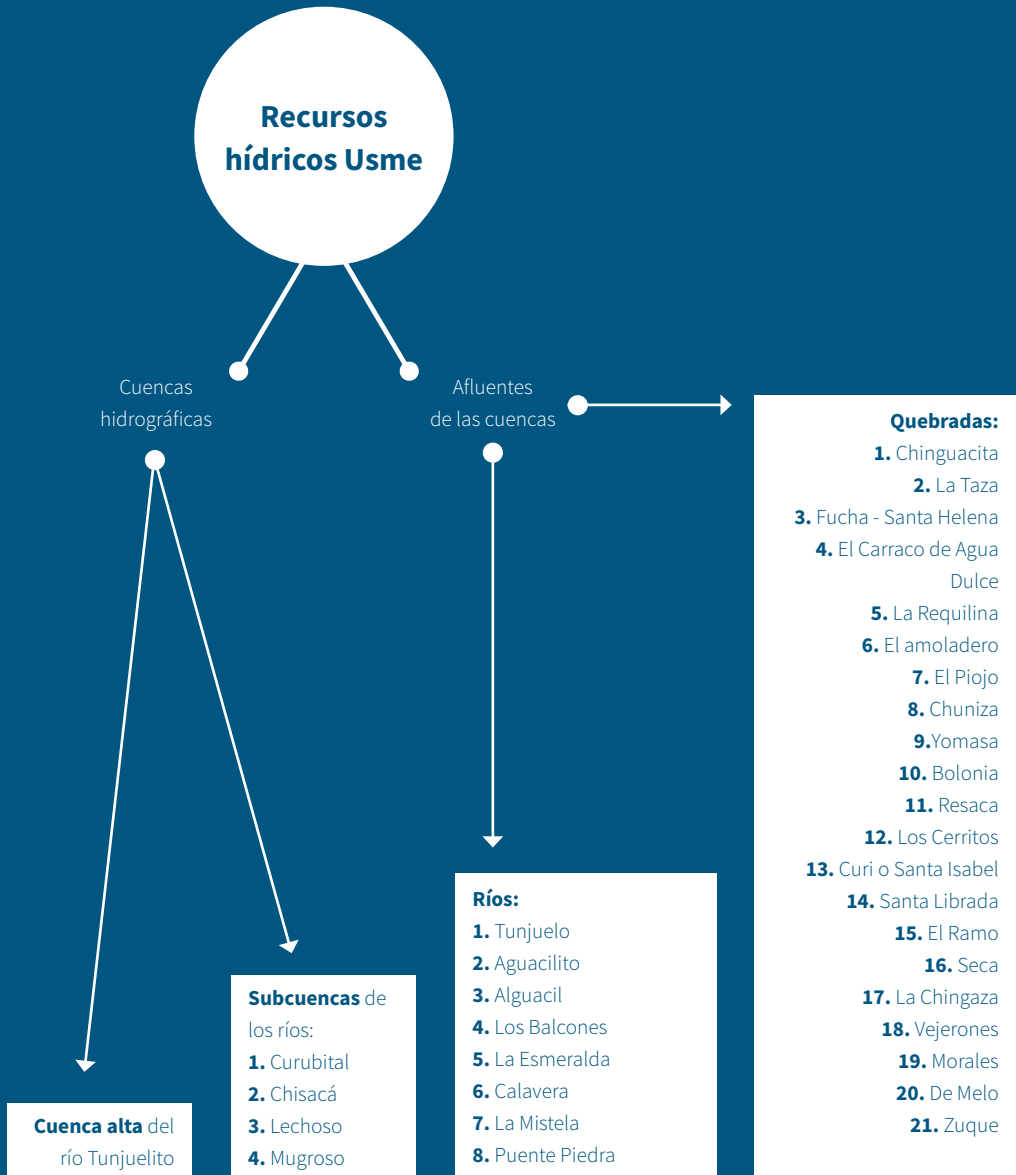 Recursos
hídricos Usme
Cuencas
hidrográficas
Afluentes
de las cuencas
Cuenca alta del
río Tunjuelito
Subcuencas de
los ríos:
1. Curubital
2. Chisacá
3. Lechoso
4. Mugroso
Ríos:
1. Tunjuelo
2. Aguacilito
3. Alguacil
4. Los Balcones
5. La Esmeralda
6. Calavera
7. La Mistela
8. Puente Piedra
Quebradas:
1. Chinguacita
2. La Taza
3. Fucha - Santa Helena
4. El Carraco de Agua
Dulce
5. La Requilina
6. El amoladero
7. El Piojo
8. Chuniza
9.Yomasa
10. Bolonia
11. Resaca
12. Los Cerritos
13. Curi o Santa Isabel
14. Santa Librada
15. El Ramo
16. Seca
17. La Chingaza
18. Vejerones
19. Morales
20. De Melo
21. Zuque